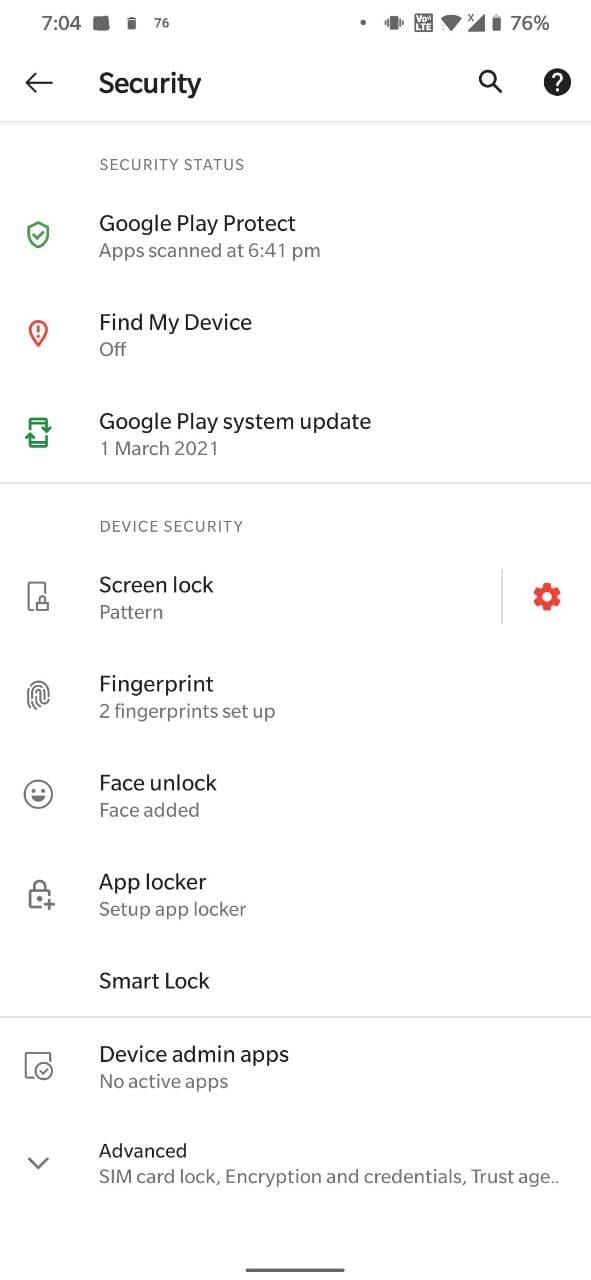 7:04 76 Vo)) LTE X 76%
Security
SECURITY STATUS
Google Play Protect
Apps scanned at 6:41 pm
Find My Device
Off
Google Play system update
1 March 2021
DEVICE SECURITY
Screen lock
Pattern
Fingerprint
2 fingerprints set up
Face unlock
Face added
App locker
Setup app locker
Smart Lock
Device admin apps
No active apps
Advanced
SIM card lock, Encryption and credentials, Trust age..